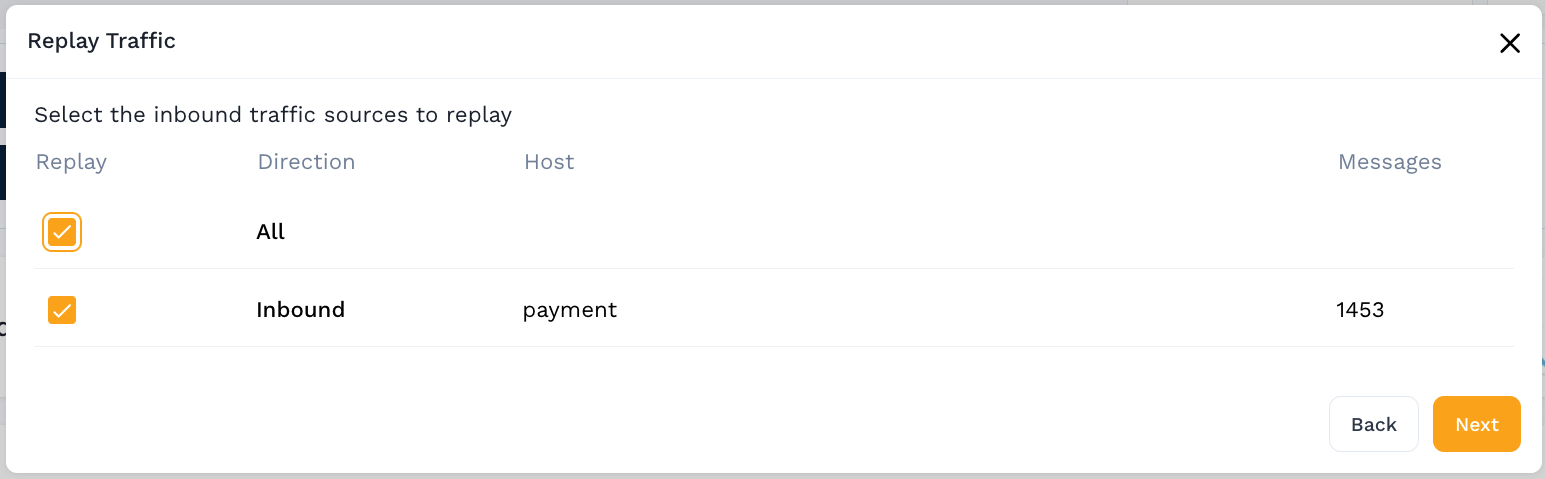 Replay Traffic
Select the inbound traffic sources to replay
Replay Direction Host Messages
All
Inbound payment 1453
Back Next